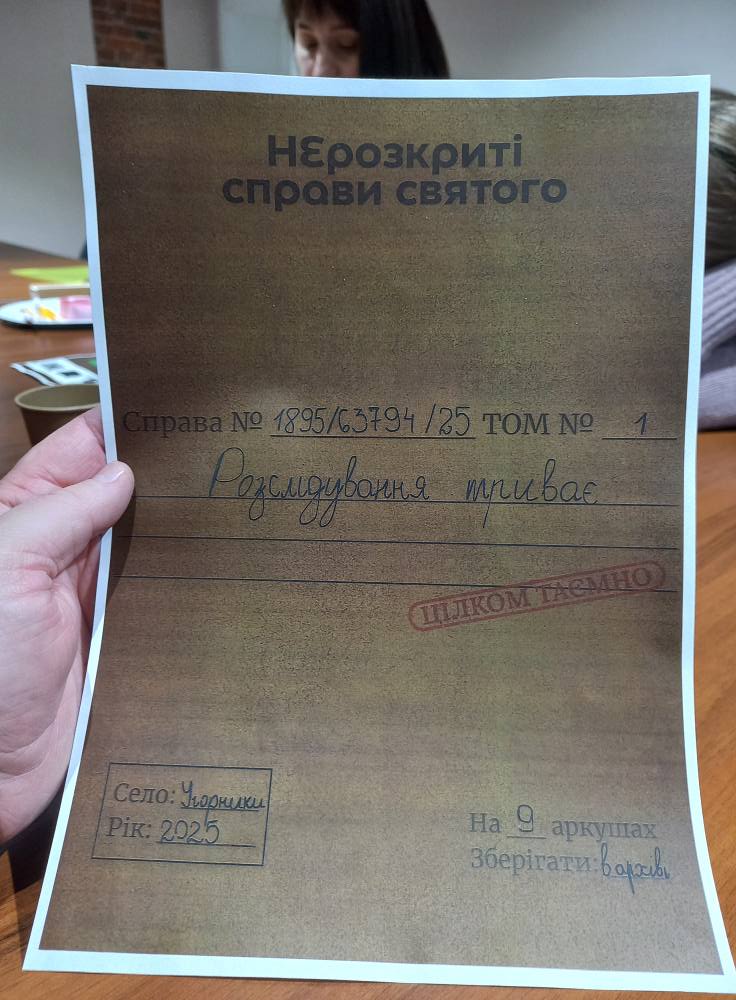 НЄрозкриті
справи святого
Справа № 1895/63794/25 ТОМ № 1
Розслідування триває
ЦІЛКОМ ТАЄМНО
Село: Угорники
Рік: 2025
На 9 аркушах
Зберігати: в архіві